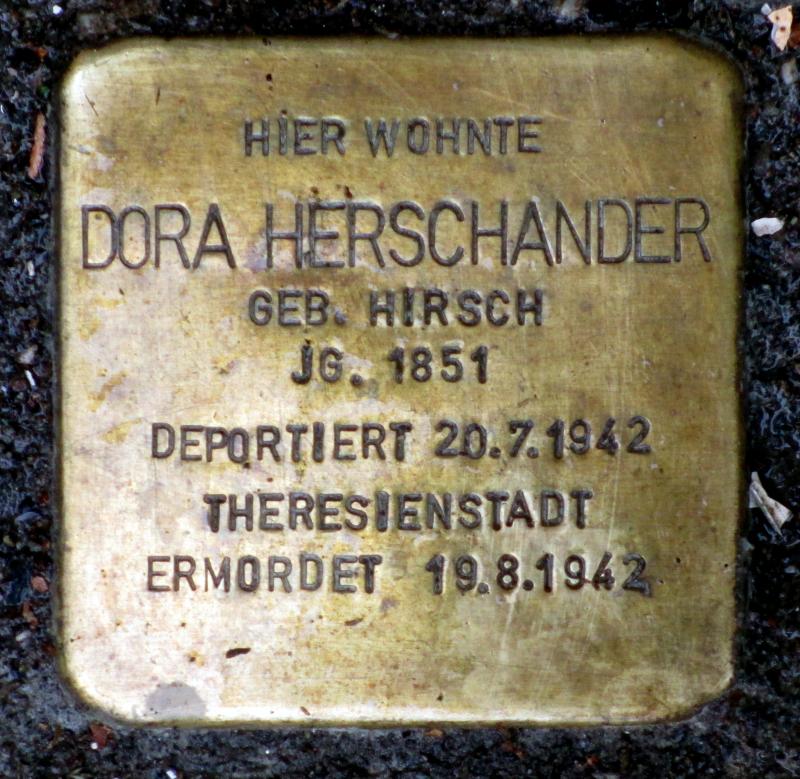 HIER WOHNTE
DORA HERSCHANDER
GEB. HIRSCH
JG. 1851
DEPORTIERT 20.7.1942
THERESIENSTADT
ERMORDET 19.8.1942